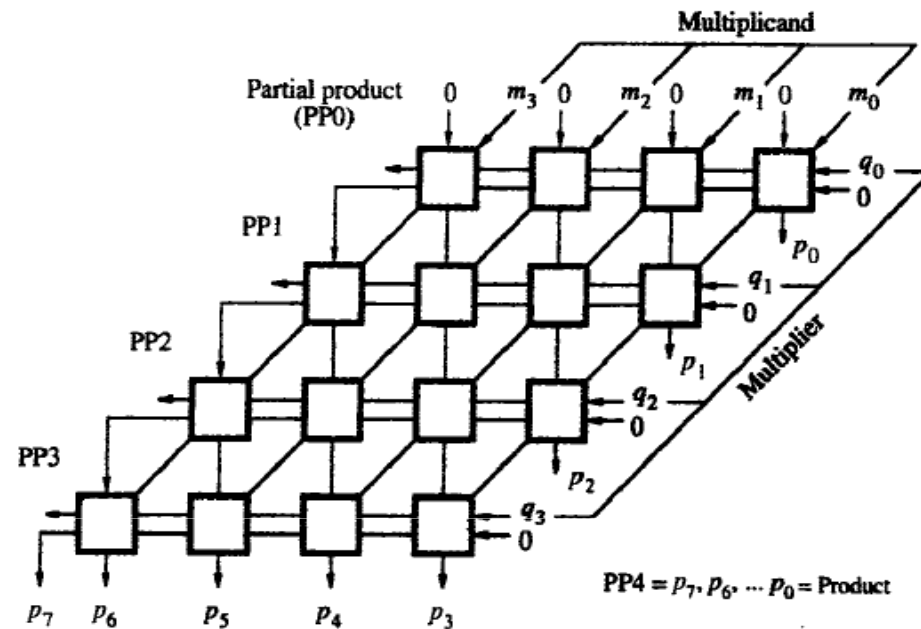 Multiplicand
Partial product
(PP0)
0 m3 0 m2 0 m1 0 m0
q0
0
PP1
p0
q1
0
PP2
p1
Multiplier
q2
0
PP3
p2
q3
0
p7 p6 p5 p4 p3
PP4 = p7, p6, ... p0 = Product